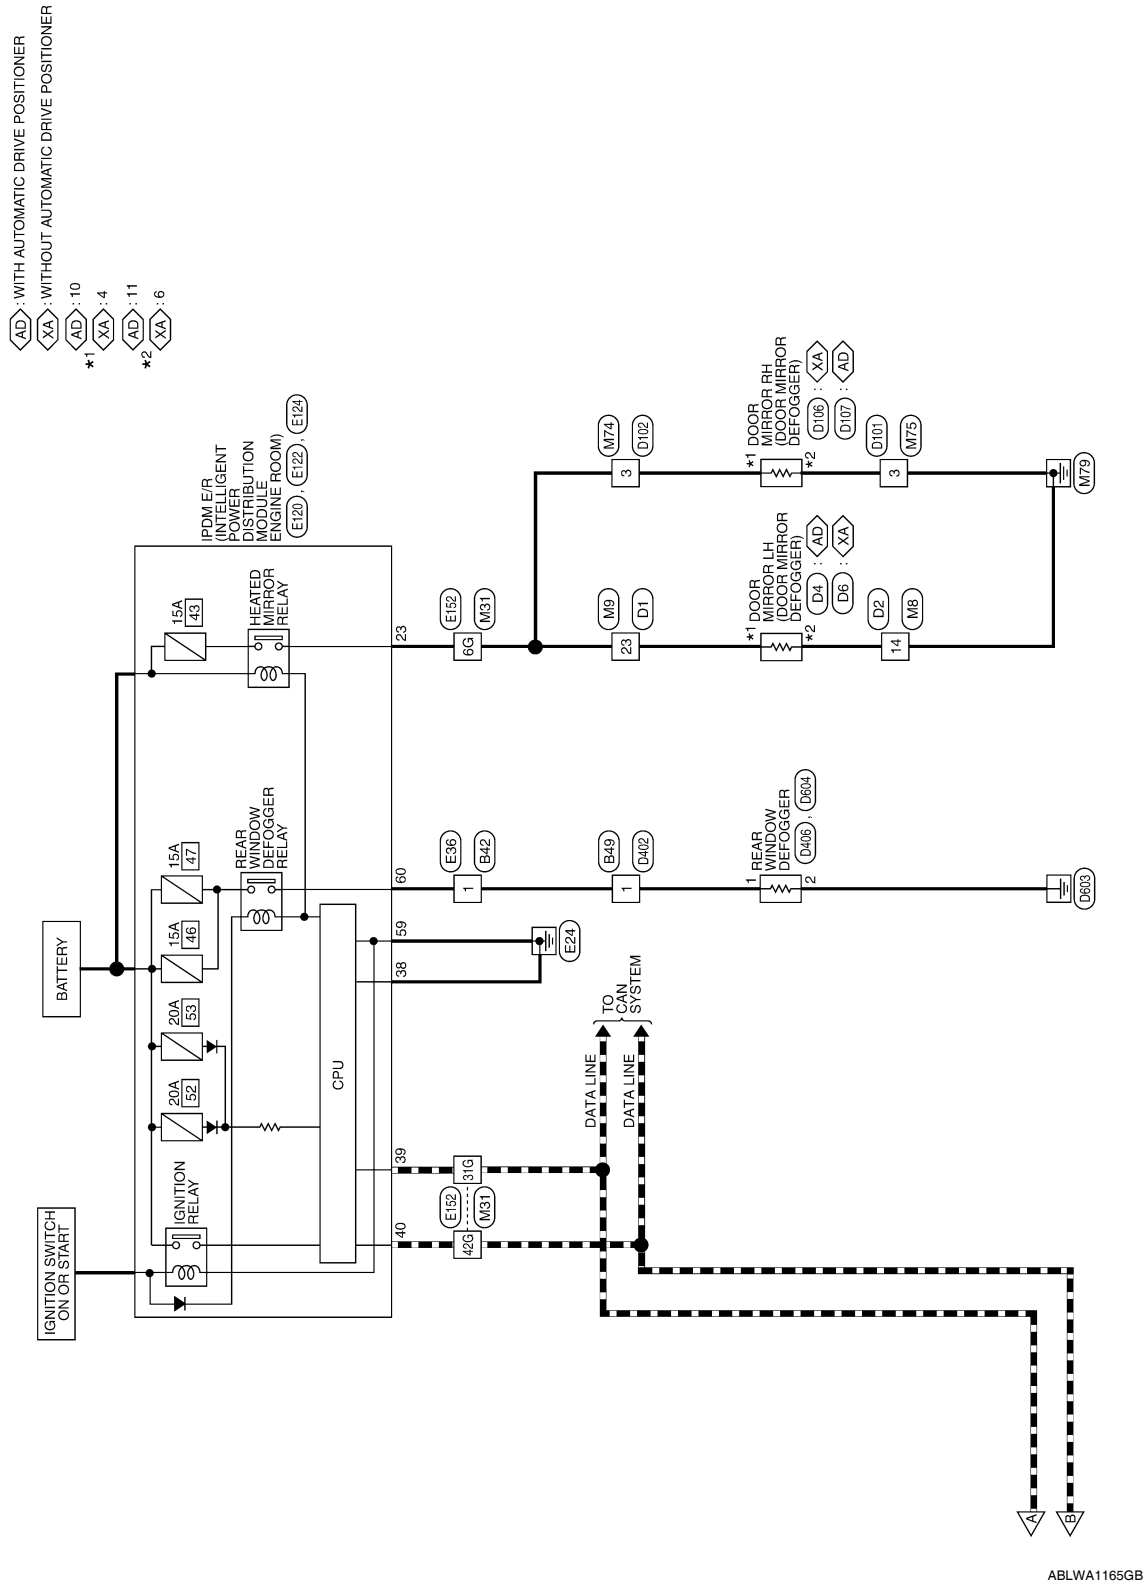 AD : WITH AUTOMATIC DRIVE POSITIONER
XA : WITHOUT AUTOMATIC DRIVE POSITIONER
*1
AD : 10
XA : 4
*2
AD : 11
XA : 6
IGNITION SWITCH
ON OR START
BATTERY
IPDM E/R
(INTELLIGENT
POWER
DISTRIBUTION
MODULE
ENGINE ROOM)
E120 , E122 , E124
IGNITION
RELAY
20A
52
20A
53
15A
46
15A
47
15A
43
REAR
WINDOW
DEFOGGER
RELAY
HEATED
MIRROR
RELAY
CPU
40
39
38
59
60
23
42G
E152
M31
31G
E36
B42
1
E152
M31
6G
E24
DATA LINE
DATA LINE
TO
CAN
SYSTEM
B49
D402
1
M9
D1
23
M74
D102
3
REAR
WINDOW
DEFOGGER
D406 , D604
1
2
*1
DOOR
MIRROR LH
(DOOR MIRROR
DEFOGGER)
D4 : AD
D6 : XA
*2
*1
DOOR
MIRROR RH
(DOOR MIRROR
DEFOGGER)
D106 : XA
D107 : AD
*2
D2
M8
14
D101
M75
3
D603
M79
A
B
ABLWA1165GB